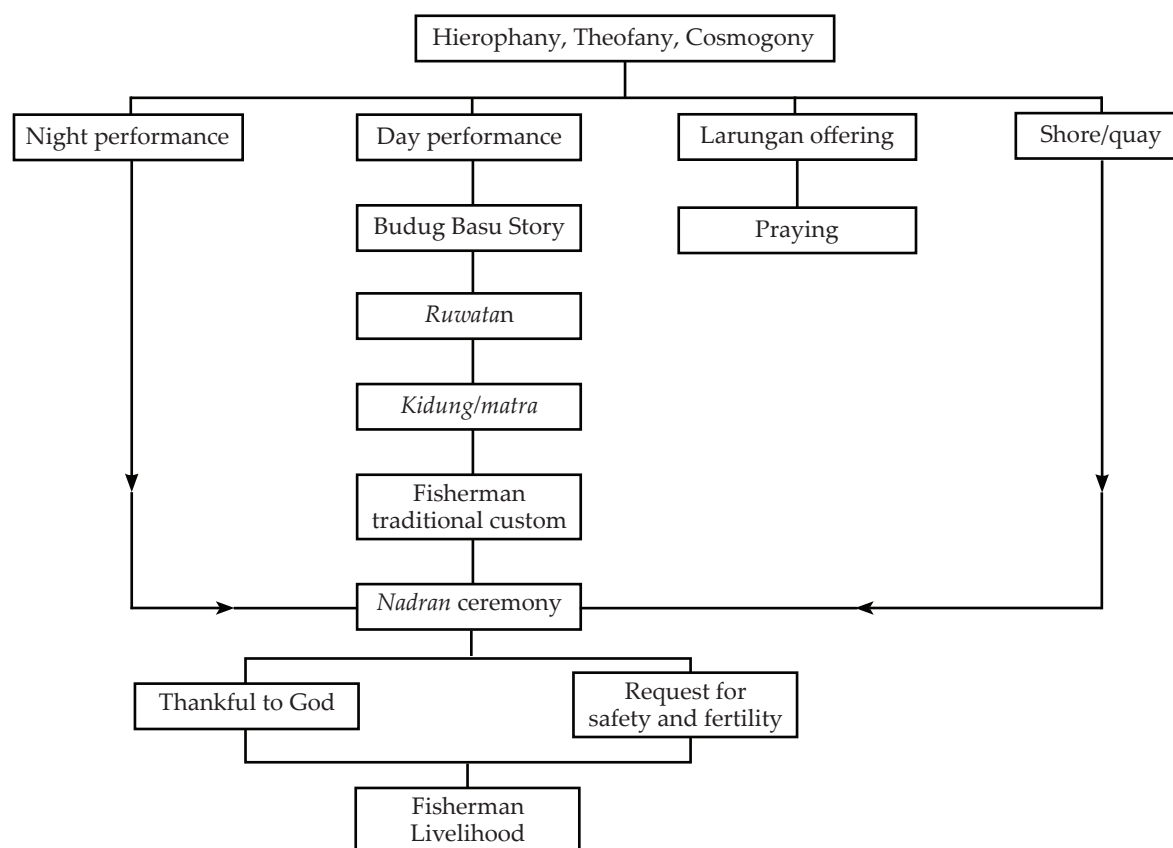 Hierophany, Theofany, Cosmogony
Night performance
Day performance
Larungan offering
Shore/quay
Budug Basu Story
Praying
Ruwatan
Kidung/matra
Fisherman
traditional custom
Nadran ceremony
Thankful to God
Request for
safety and fertility
Fisherman
Livelihood